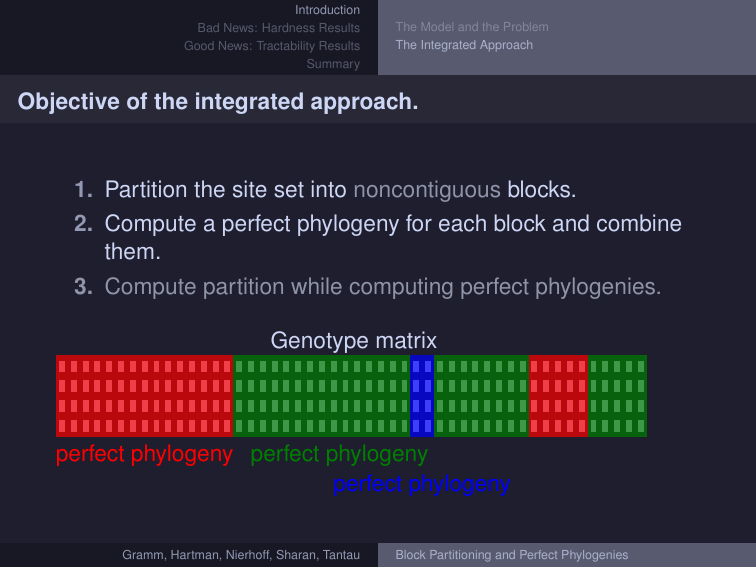 Introduction
Bad News: Hardness Results
Good News: Tractability Results
Summary
The Model and the Problem
The Integrated Approach
Objective of the integrated approach.
1. Partition the site set into noncontiguous blocks.
2. Compute a perfect phylogeny for each block and combine
them.
3. Compute partition while computing perfect phylogenies.
Genotype matrix
perfect phylogeny perfect phylogeny
perfect phylogeny
Gramm, Hartman, Nierhoff, Sharan, Tantau
Block Partitioning and Perfect Phylogenies